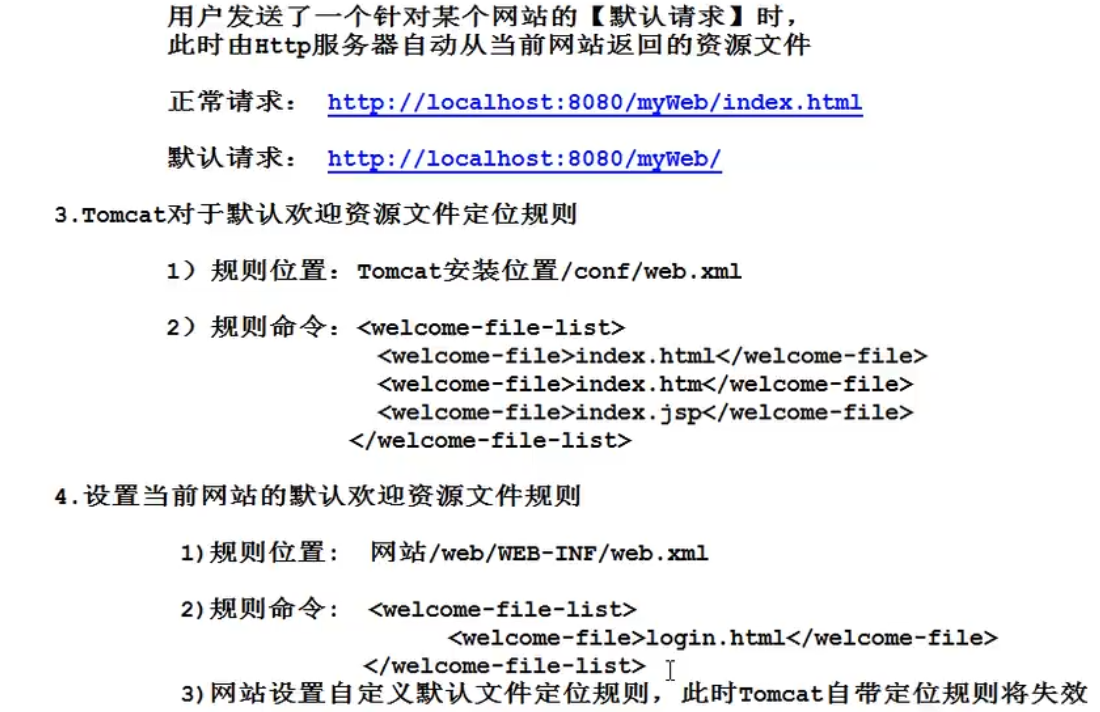 用户发送了一个针对某个网站的【默认请求】时，
此时由Http服务器自动从当前网站返回的资源文件
正常请求： http://localhost:8080/myWeb/index.html
默认请求： http://localhost:8080/myWeb/
3.Tomcat对于默认欢迎资源文件定位规则
1）规则位置：Tomcat安装位置/conf/web.xml
2）规则命令：<welcome-file-list>
<welcome-file>index.html</welcome-file>
<welcome-file>index.htm</welcome-file>
<welcome-file>index.jsp</welcome-file>
</welcome-file-list>
4.设置当前网站的默认欢迎资源文件规则
1)规则位置： 网站/web/WEB-INF/web.xml
2)规则命令： <welcome-file-list>
<welcome-file>login.html</welcome-file>
</welcome-file-list>
3)网站设置自定义默认文件定位规则，此时Tomcat自带定位规则将失效